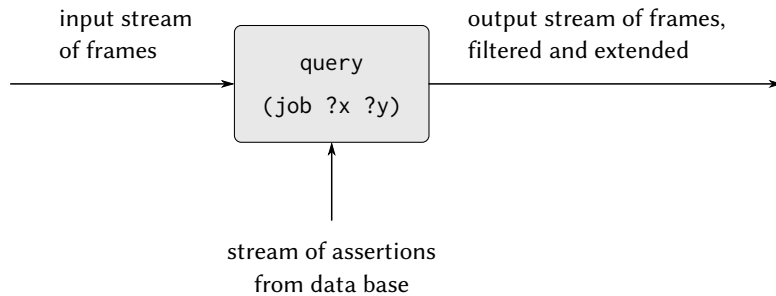 input stream
of frames
output stream of frames,
filtered and extended
query
(job ?x ?y)
stream of assertions
from data base